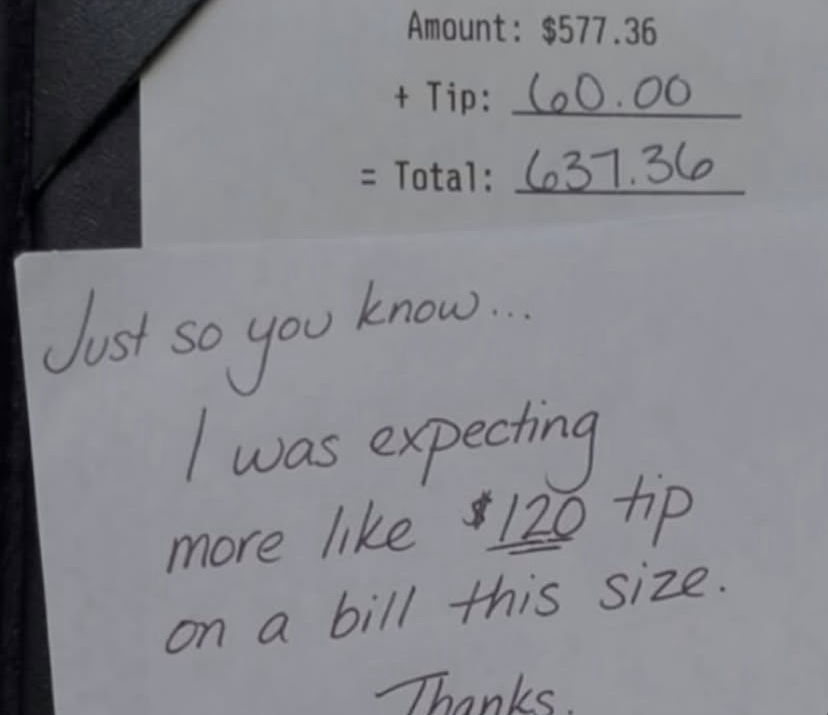 Amount: $577.36
+ Tip: 60.00
= Total: 637.36
Just so you know...
I was expecting
more like $120 tip
on a bill this size.
Thanks.